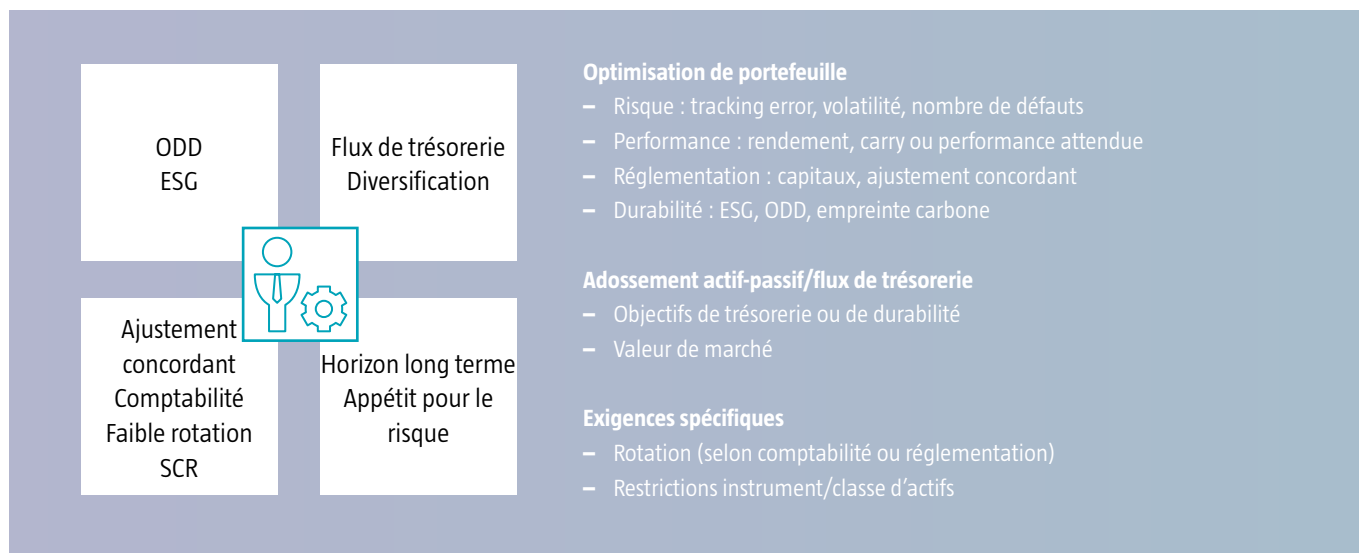 ODD
ESG
Flux de trésorerie
Diversification
Ajustement
concordant
Comptabilité
Faible rotation
SCR
Horizon long terme
Appétit pour le
risque
Optimisation de portefeuille
– Risque : tracking error, volatilité, nombre de défauts
– Performance : rendement, carry ou performance attendue
– Réglementation : capitaux, ajustement concordant
– Durabilité : ESG, ODD, empreinte carbone
Adossement actif-passif/flux de trésorerie
– Objectifs de trésorerie ou de durabilité
– Valeur de marché
Exigences spécifiques
– Rotation (selon comptabilité ou réglementation)
– Restrictions instrument/classe d’actifs